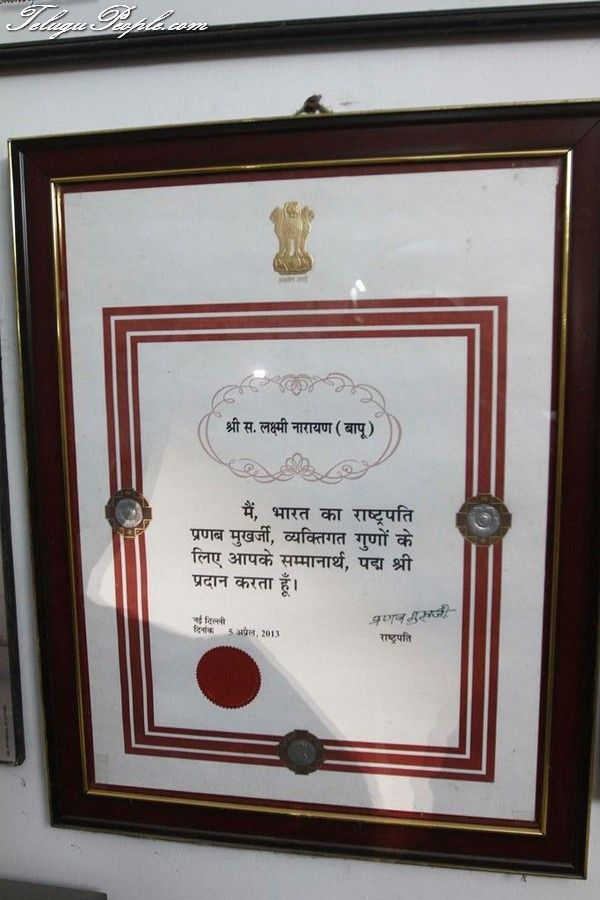 TeluguPeople.com
सत्यमेव जयते
श्री स. लक्ष्मी नारायण ( बापू )
मैं, भारत का राष्ट्रपति
प्रणब मुखर्जी, व्यक्तिगत गुणों के
लिए आपके सम्मानार्थ, पद्म श्री
प्रदान करता हूँ।
नई दिल्ली
दिनांक 5 अप्रैल, 2013
प्रणव मुखर्जी
राष्ट्रपति